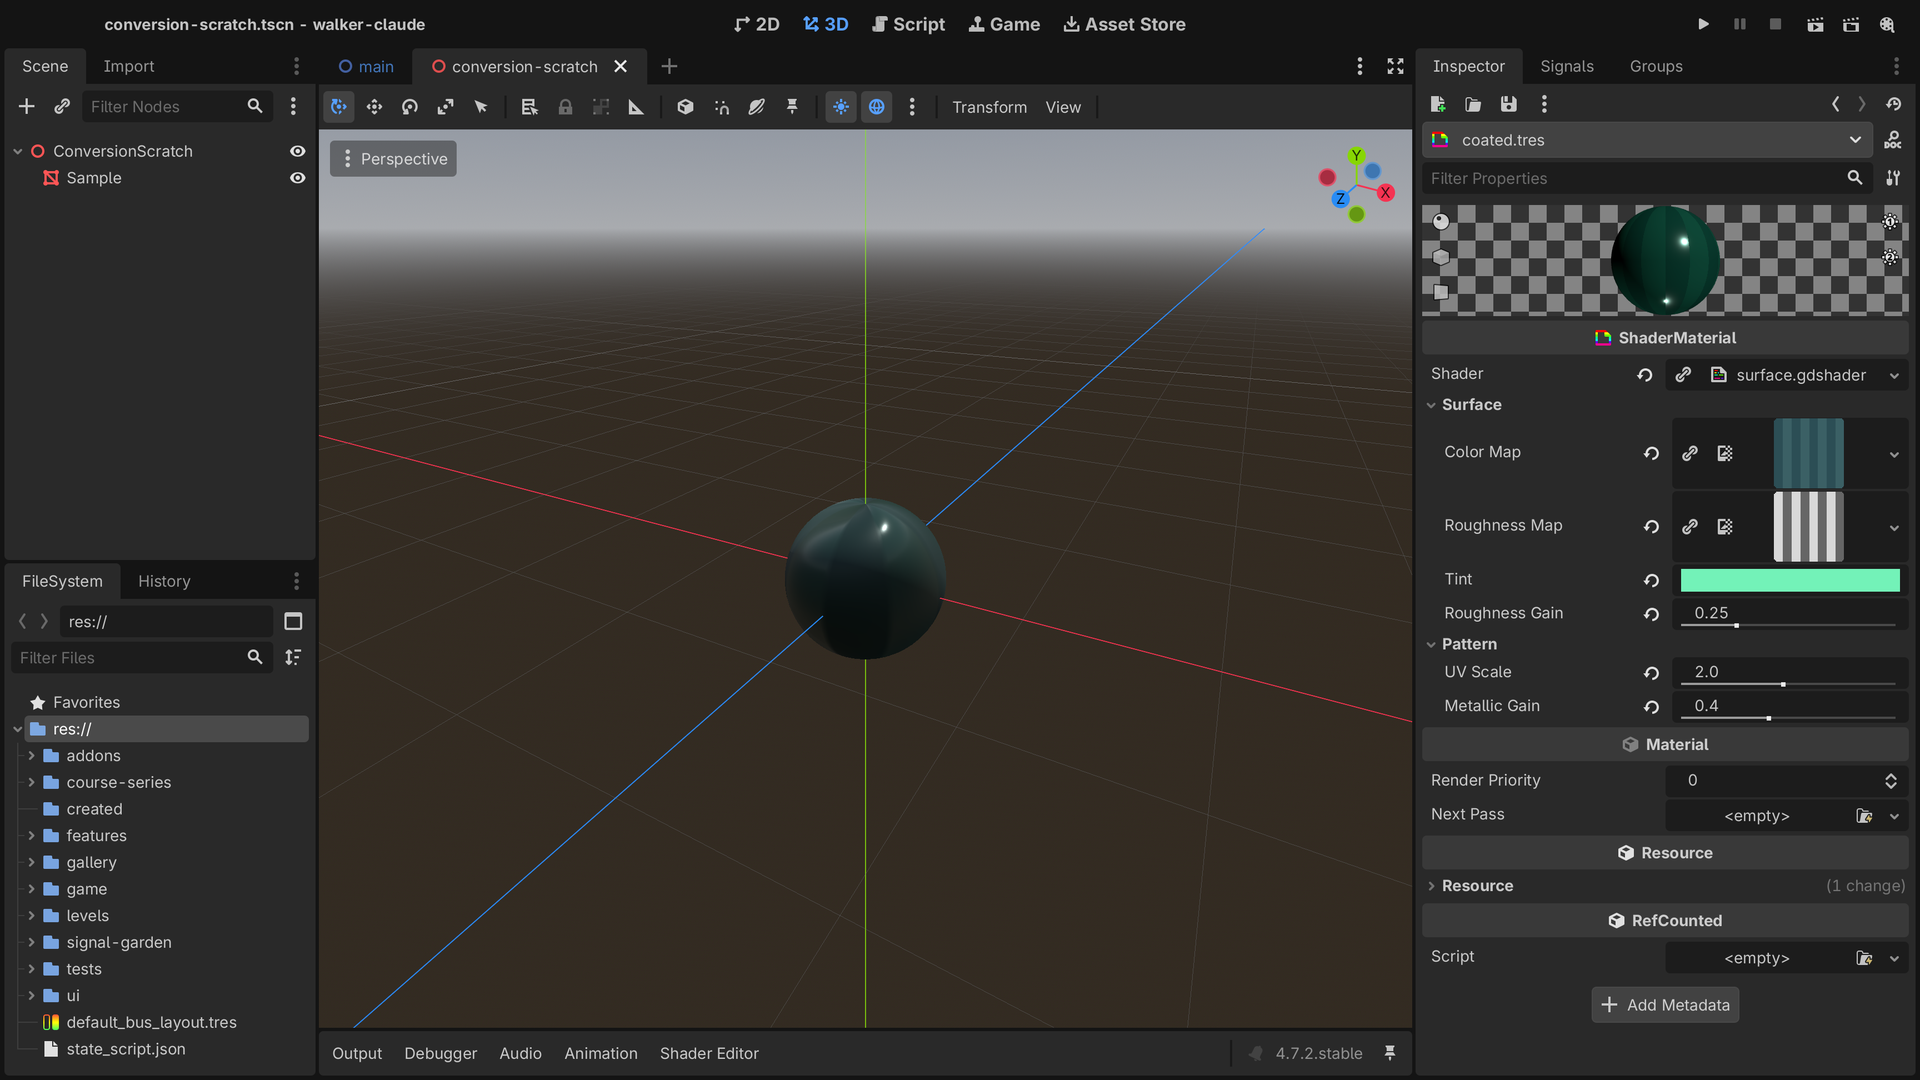 conversion-scratch.tscn - walker-claude
2D
3D
Script
Game
Asset Store
Scene
Import
Filter Nodes
ConversionScratch
Sample
FileSystem
History
res://
Filter Files
Favorites
res://
addons
course-series
created
features
gallery
game
levels
signal-garden
tests
ui
default_bus_layout.tres
state_script.json
main
conversion-scratch
Transform
View
Perspective
Y
X
Z
Output
Debugger
Audio
Animation
Shader Editor
4.7.2.stable
Inspector
Signals
Groups
coated.tres
DOC
Filter Properties
1
2
ShaderMaterial
Shader
surface.gdshader
Surface
Color Map
Roughness Map
Tint
Roughness Gain
0.25
Pattern
UV Scale
2.0
Metallic Gain
0.4
Material
Render Priority
0
Next Pass
<empty>
Resource
Resource
(1 change)
RefCounted
Script
<empty>
Add Metadata